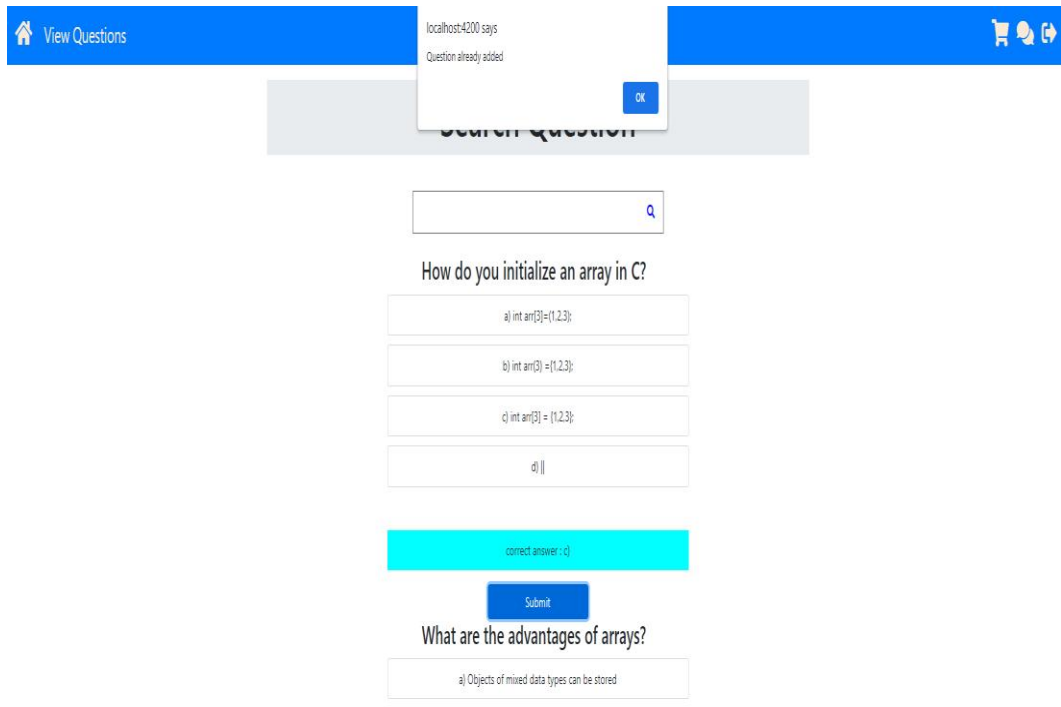 View Questions
localhost:4200 says
Question already added
OK
Search Question
How do you initialize an array in C?
a) int arr[3]=(1,2,3);
b) int arr(3) ={1,2,3};
c) int arr[3] = {1,2,3};
d) ||
correct answer : c)
Submit
What are the advantages of arrays?
a) Objects of mixed data types can be stored